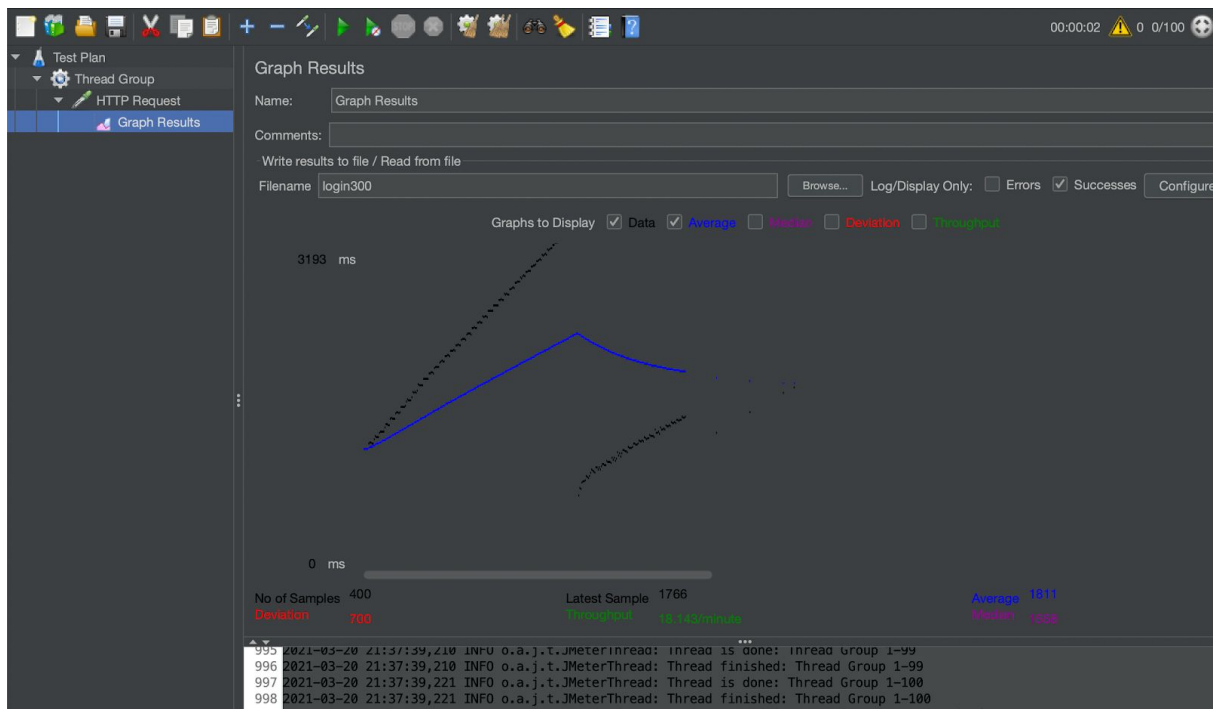 00:00:02 0 0/100
Test Plan
Thread Group
HTTP Request
Graph Results
Graph Results
Name: Graph Results
Comments:
Write results to file / Read from file
Filename login300 Browse... Log/Display Only: Errors Successes Configure
Graphs to Display Data Average Median Deviation Throughput
3193 ms
0 ms
No of Samples 400 Latest Sample 1766 Average 1811
Deviation 700 Throughput 18.143/minute Median
995 2021-03-20 21:37:39,210 INFO o.a.j.t.JMeterThread: Thread is done: Thread Group 1-99
996 2021-03-20 21:37:39,210 INFO o.a.j.t.JMeterThread: Thread finished: Thread Group 1-99
997 2021-03-20 21:37:39,221 INFO o.a.j.t.JMeterThread: Thread is done: Thread Group 1-100
998 2021-03-20 21:37:39,221 INFO o.a.j.t.JMeterThread: Thread finished: Thread Group 1-100